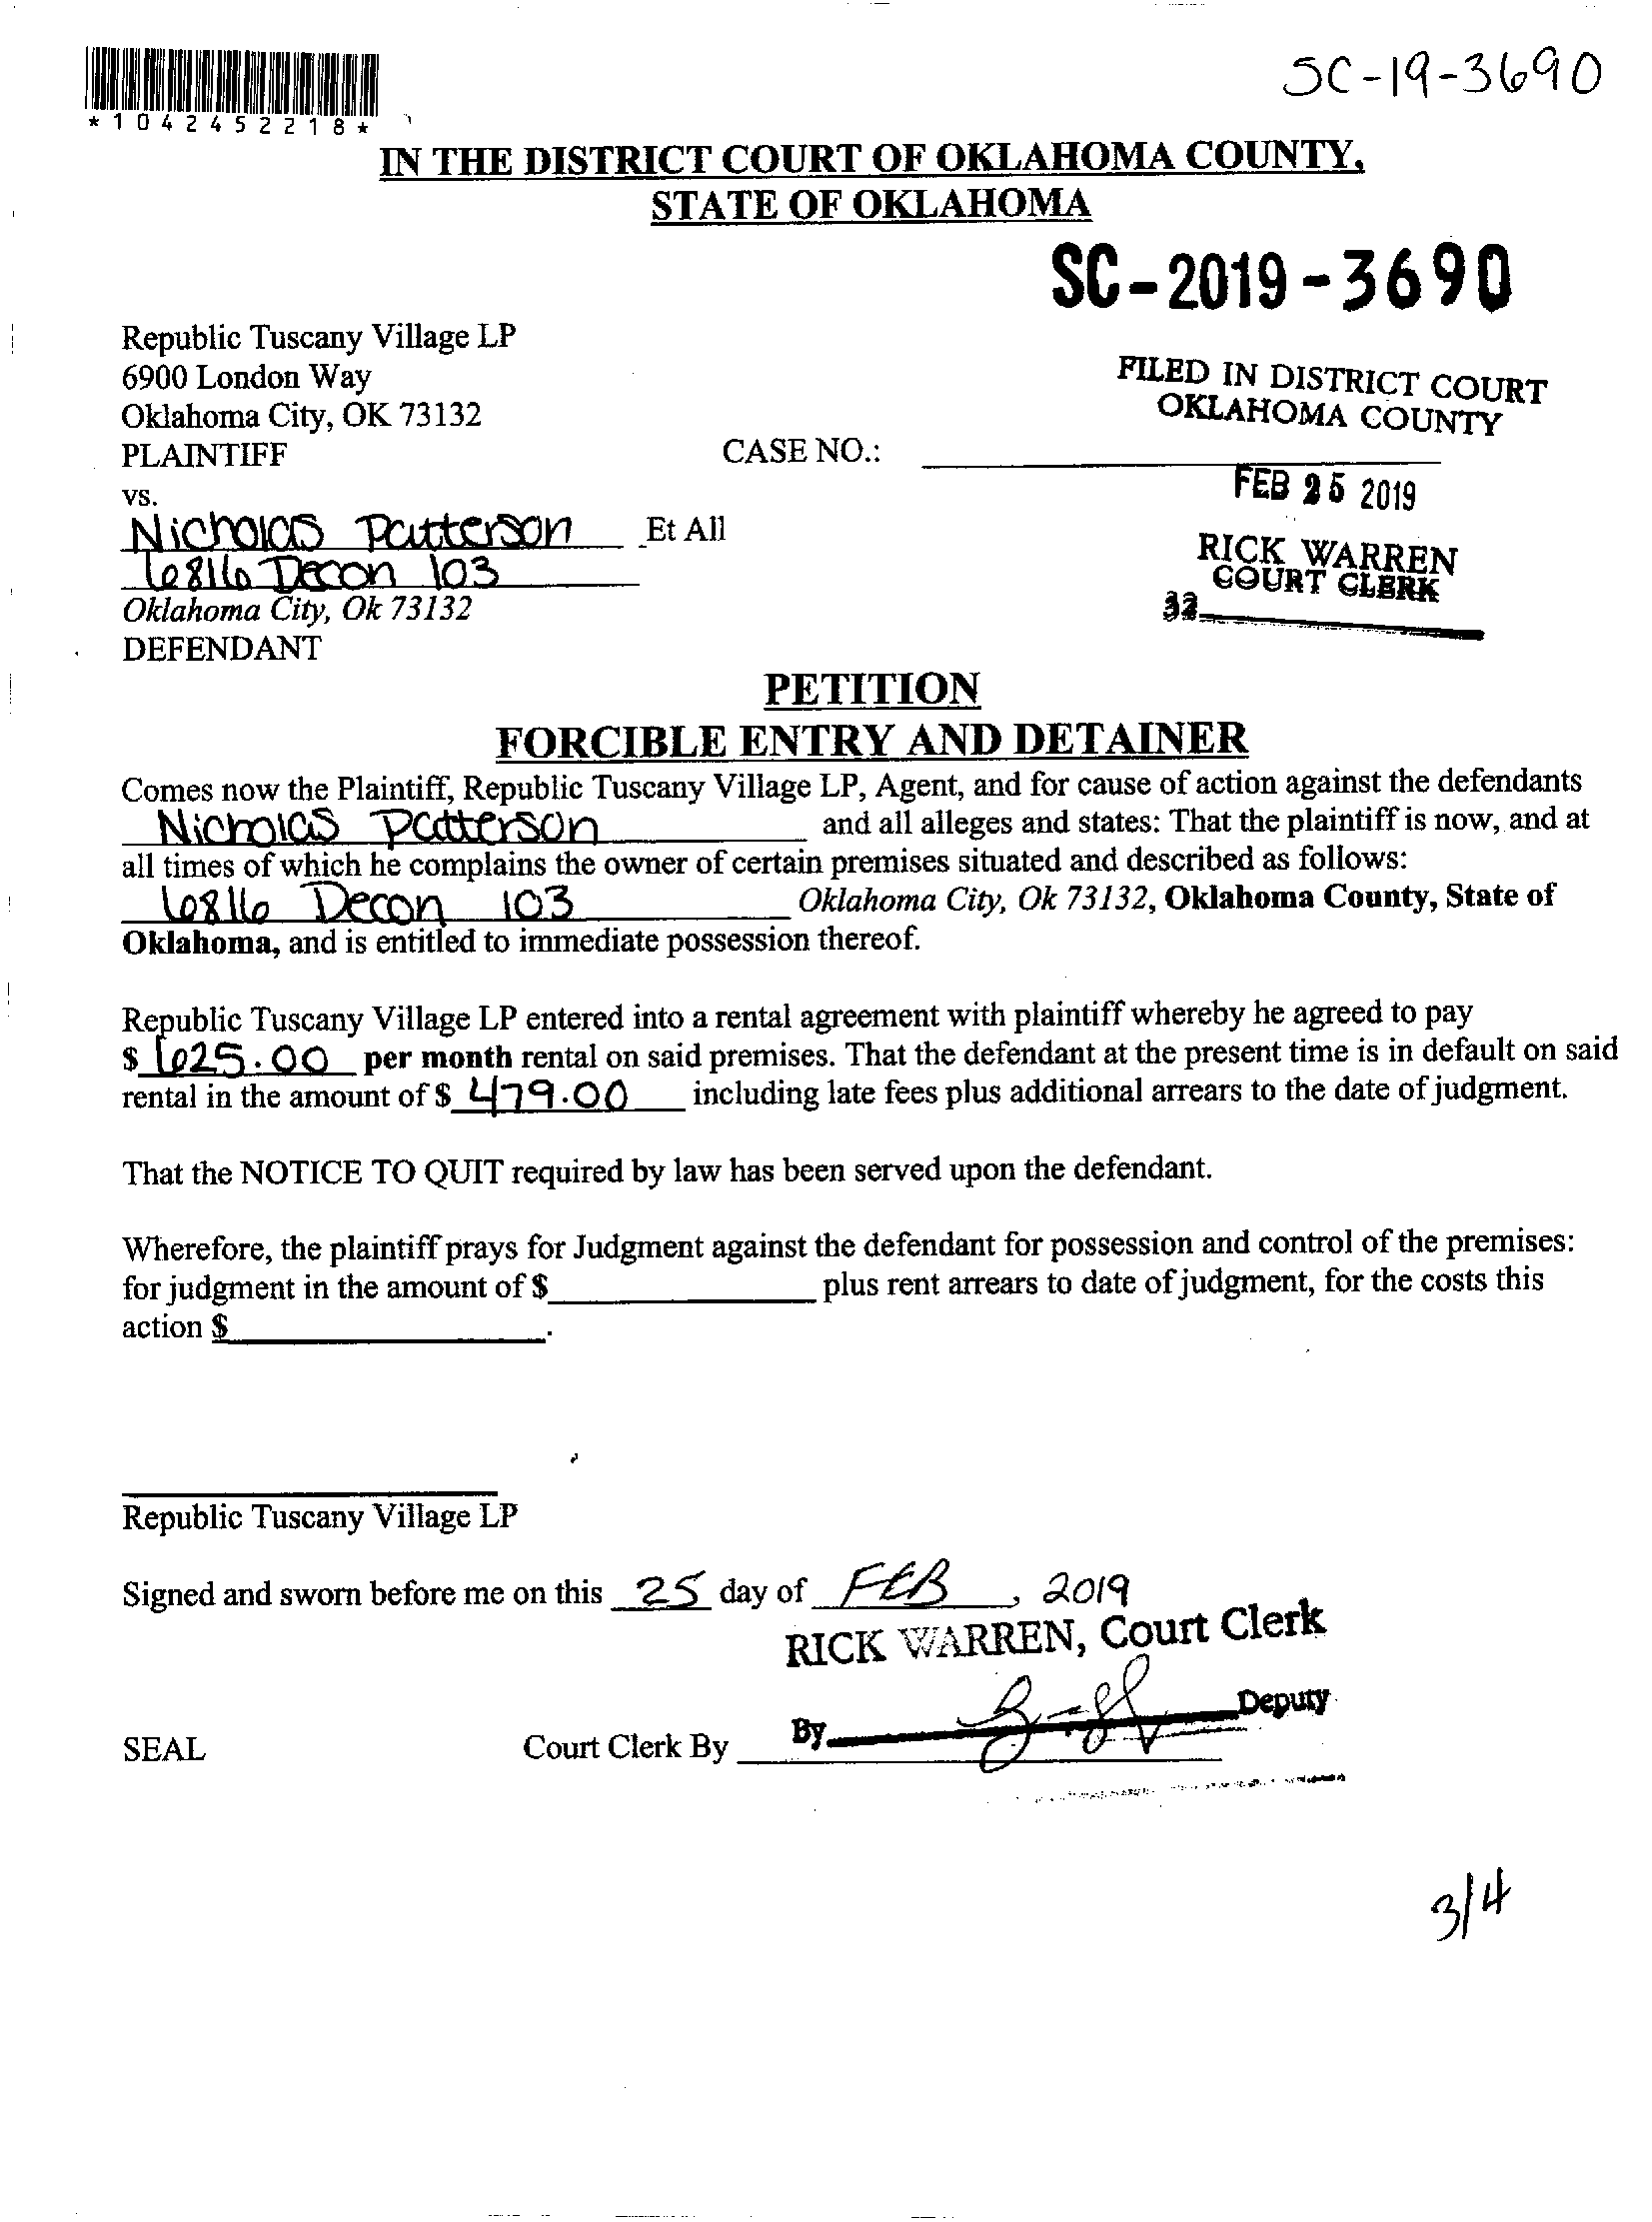 SC-19-3690
*1042452218*
IN THE DISTRICT COURT OF OKLAHOMA COUNTY,
STATE OF OKLAHOMA
SC-2019-3690
Republic Tuscany Village LP
6900 London Way
Oklahoma City, OK 73132
PLAINTIFF
CASE NO.:
FILED IN DISTRICT COURT
OKLAHOMA COUNTY
FEB 25 2019
RICK WARREN
COURT CLERK
32
vs.
Nicholas Patterson Et All
6816 Decon 103
Oklahoma City, Ok 73132
DEFENDANT
PETITION
FORCIBLE ENTRY AND DETAINER
Comes now the Plaintiff, Republic Tuscany Village LP, Agent, and for cause of action against the defendants
Nicholas Patterson and all alleges and states: That the plaintiff is now, and at
all times of which he complains the owner of certain premises situated and described as follows:
6816 Decon 103 Oklahoma City, Ok 73132, Oklahoma County, State of
Oklahoma, and is entitled to immediate possession thereof.
Republic Tuscany Village LP entered into a rental agreement with plaintiff whereby he agreed to pay
$ 625.00 per month rental on said premises. That the defendant at the present time is in default on said
rental in the amount of $ 479.00 including late fees plus additional arrears to the date of judgment.
That the NOTICE TO QUIT required by law has been served upon the defendant.
Wherefore, the plaintiff prays for Judgment against the defendant for possession and control of the premises:
for judgment in the amount of $ plus rent arrears to date of judgment, for the costs this
action $ .
Republic Tuscany Village LP
Signed and sworn before me on this 25 day of FEB , 2019
RICK WARREN, Court Clerk
By Deputy
SEAL Court Clerk By
3/4